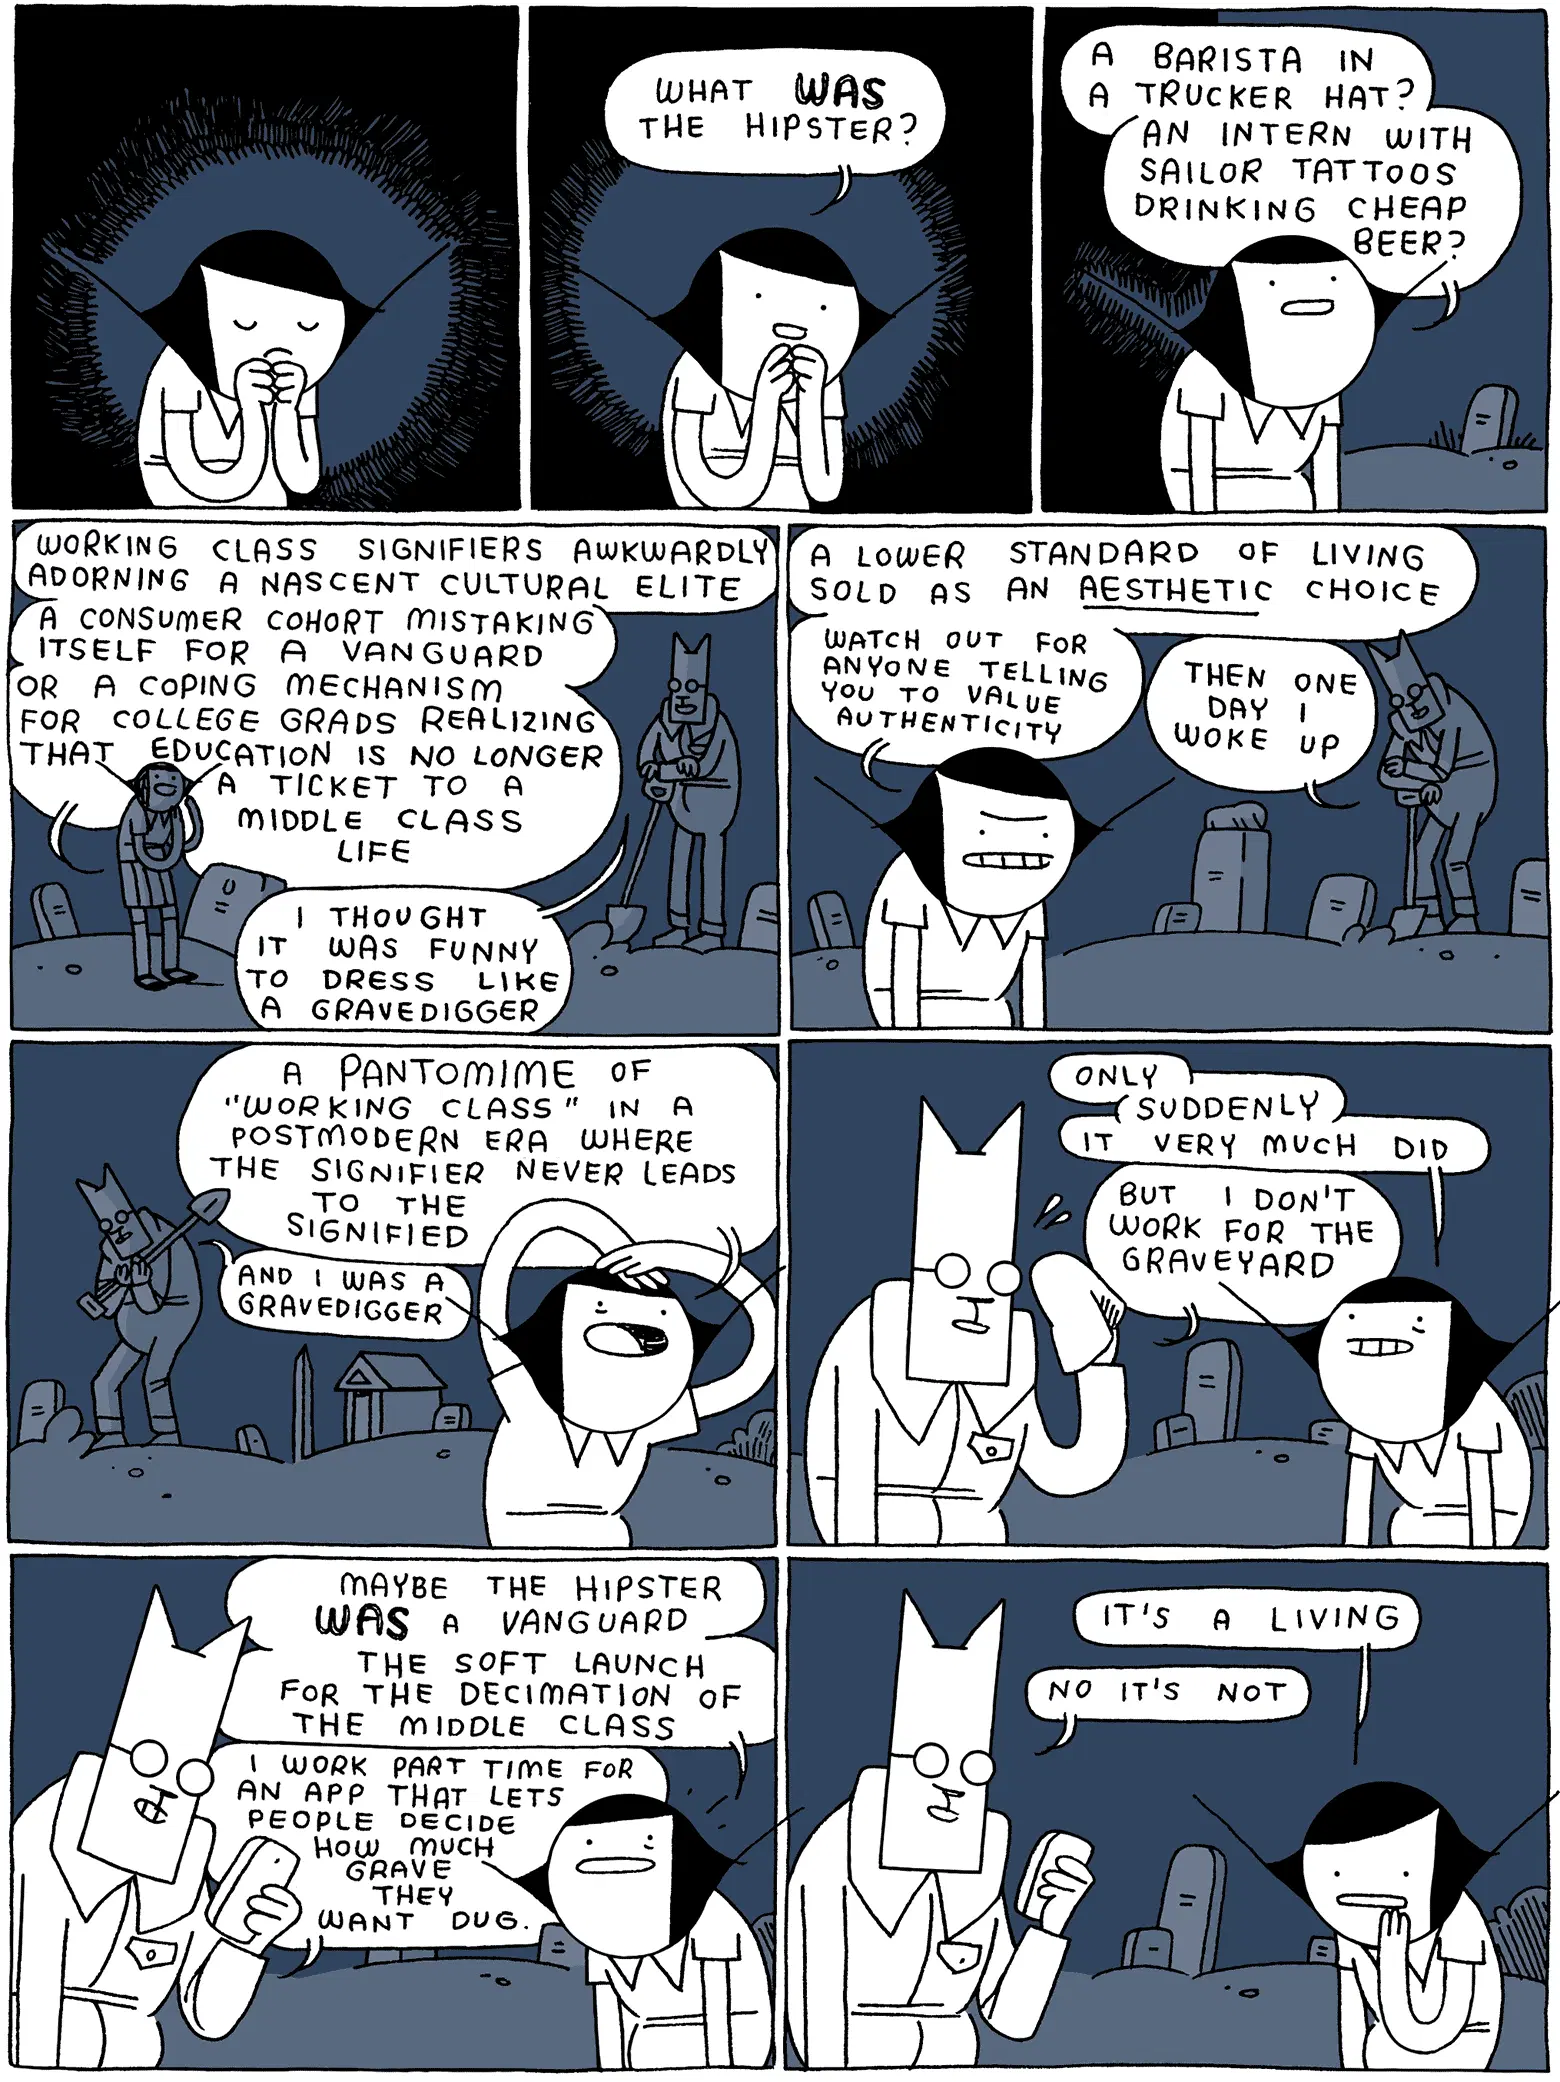 WHAT WAS
THE HIPSTER?
A BARISTA IN
A TRUCKER HAT?
AN INTERN WITH
SAILOR TATTOOS
DRINKING CHEAP
BEER?
WORKING CLASS SIGNIFIERS AWKWARDLY
ADORNING A NASCENT CULTURAL ELITE
A CONSUMER COHORT MISTAKING
ITSELF FOR A VANGUARD
OR A COPING MECHANISM
FOR COLLEGE GRADS REALIZING
THAT EDUCATION IS NO LONGER
A TICKET TO A
MIDDLE CLASS
LIFE
I THOUGHT
IT WAS FUNNY
TO DRESS LIKE
A GRAVEDIGGER
A LOWER STANDARD OF LIVING
SOLD AS AN AESTHETIC CHOICE
WATCH OUT FOR
ANYONE TELLING
YOU TO VALUE
AUTHENTICITY
THEN ONE
DAY I
WOKE UP
A PANTOMIME OF
"WORKING CLASS" IN A
POSTMODERN ERA WHERE
THE SIGNIFIER NEVER LEADS
TO THE
SIGNIFIED
AND I WAS A
GRAVEDIGGER
ONLY
SUDDENLY
IT VERY MUCH DID
BUT I DON'T
WORK FOR THE
GRAVEYARD
MAYBE THE HIPSTER
WAS A VANGUARD
THE SOFT LAUNCH
FOR THE DECIMATION OF
THE MIDDLE CLASS
I WORK PART TIME FOR
AN APP THAT LETS
PEOPLE DECIDE
HOW MUCH
GRAVE
THEY
WANT DUG.
IT'S A LIVING
NO IT'S NOT